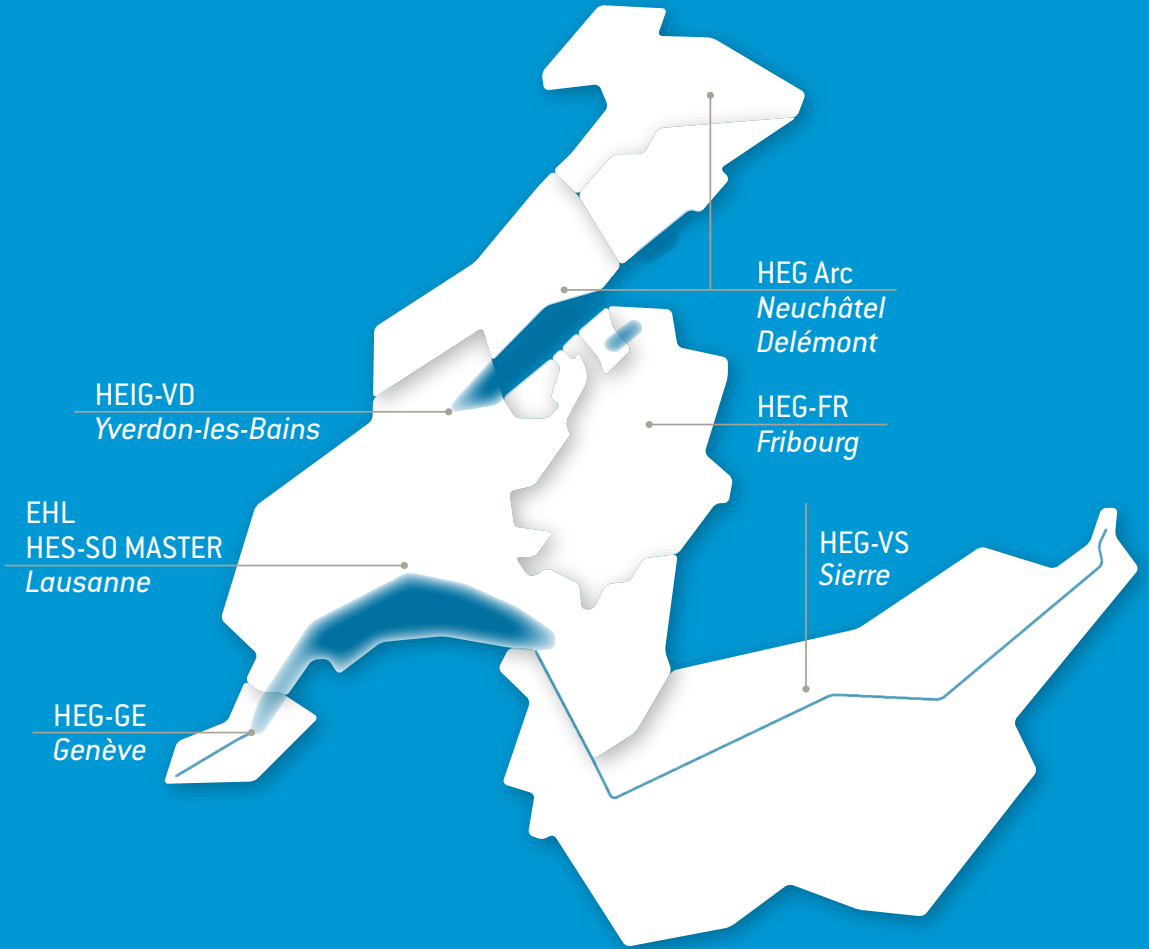 HEG Arc
Neuchâtel
Delémont
HEIG-VD
Yverdon-les-Bains
HEG-FR
Fribourg
EHL
HES-SO MASTER
Lausanne
HEG-VS
Sierre
HEG-GE
Genève